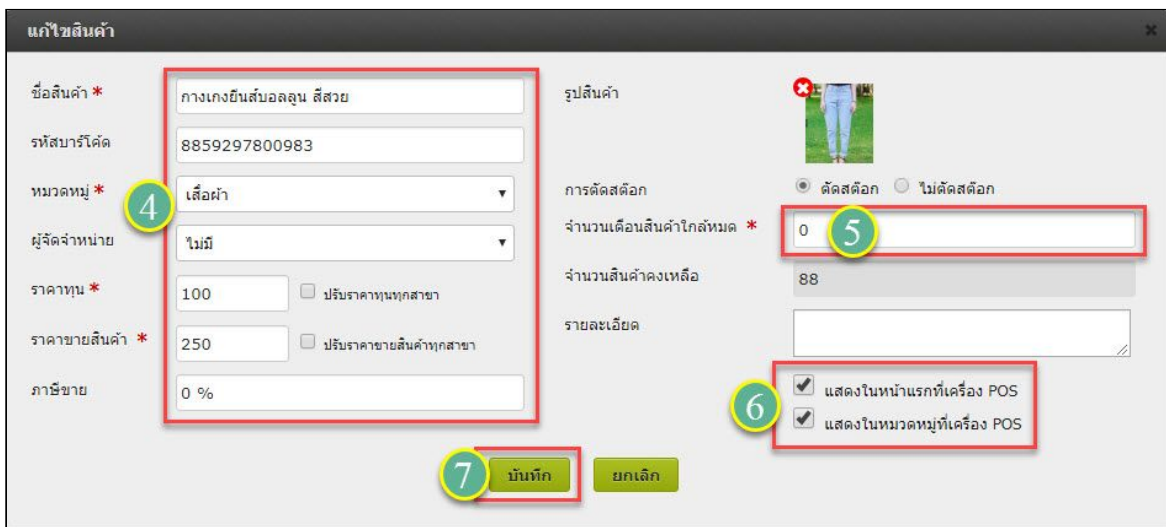 แก้ไขสินค้า
ชื่อสินค้า *
กางเกงยีนส์บอลลูน สีสวย
รหัสบาร์โค้ด
8859297800983
หมวดหมู่ *
เสื้อผ้า
4
ผู้จัดจำหน่าย
ไม่มี
ราคาทุน *
100
ปรับราคาทุนทุกสาขา
ราคาขายสินค้า *
250
ปรับราคาขายสินค้าทุกสาขา
ภาษีขาย
0 %
รูปสินค้า
การตัดสต๊อก
ตัดสต๊อก
ไม่ตัดสต๊อก
จำนวนเตือนสินค้าใกล้หมด *
0
5
จำนวนสินค้าคงเหลือ
88
รายละเอียด
6
แสดงในหน้าแรกที่เครื่อง POS
แสดงในหมวดหมู่ที่เครื่อง POS
7
บันทึก
ยกเลิก